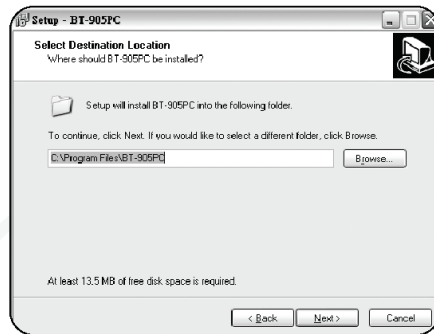 Setup - BT-905PC
Select Destination Location
Where should BT-905PC be installed?
Setup will install BT-905PC into the following folder.
To continue, click Next. If you would like to select a different folder, click Browse.
C:\Program Files\BT-905PC
Browse...
At least 13.5 MB of free disk space is required.
< Back
Next >
Cancel